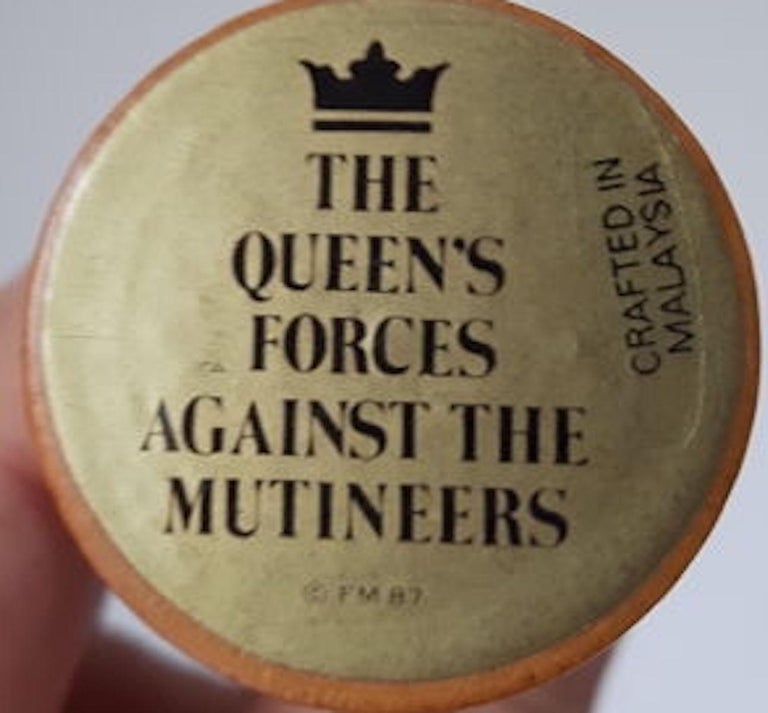 THE
QUEEN'S
FORCES
AGAINST THE
MUTINEERS
© FM 87
CRAFTED IN
MALAYSIA